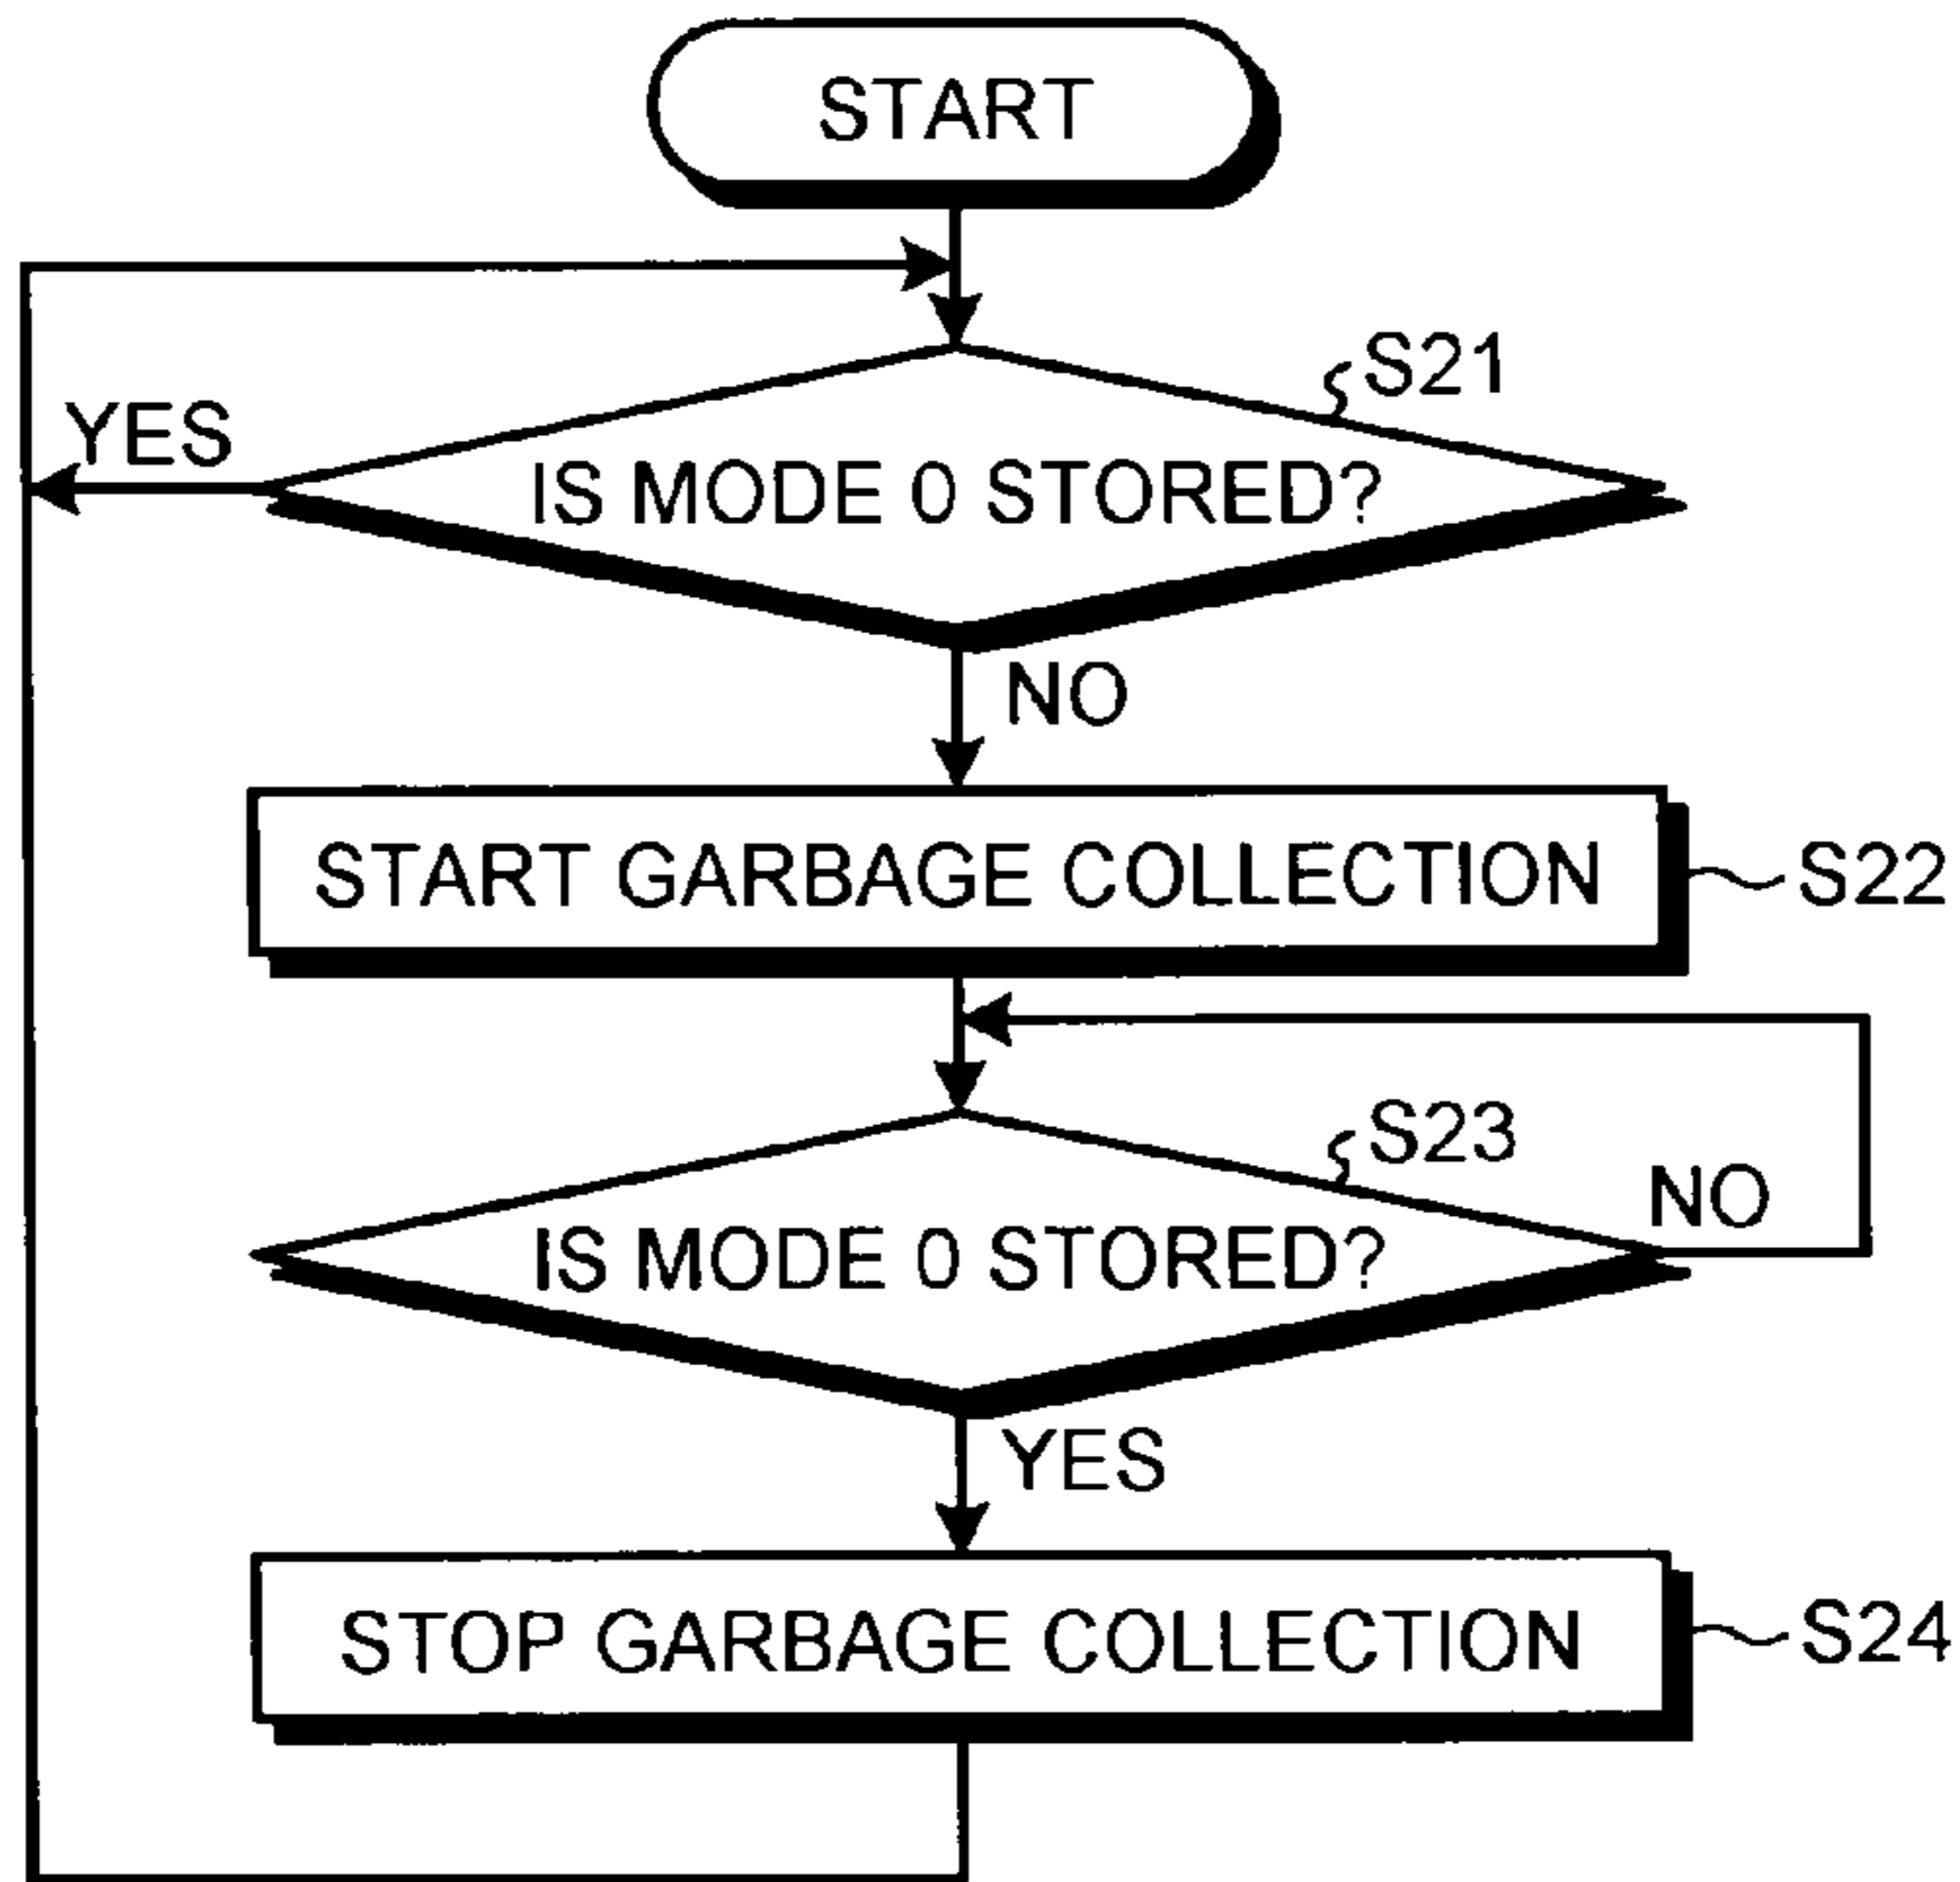 START
S21
YES
IS MODE 0 STORED?
NO
START GARBAGE COLLECTION
S22
S23
NO
IS MODE 0 STORED?
YES
STOP GARBAGE COLLECTION
S24